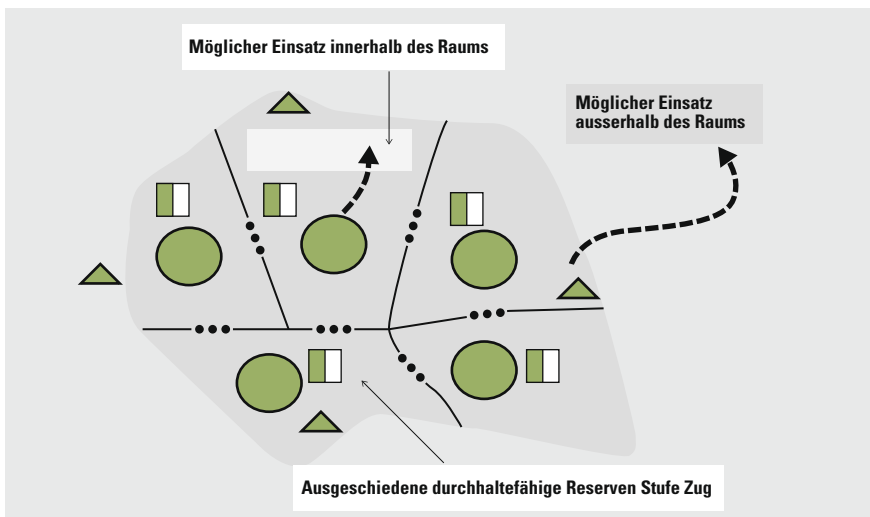 Möglicher Einsatz innerhalb des Raums
Möglicher Einsatz
ausserhalb des Raums
Ausgeschiedene durchhaltefähige Reserven Stufe Zug